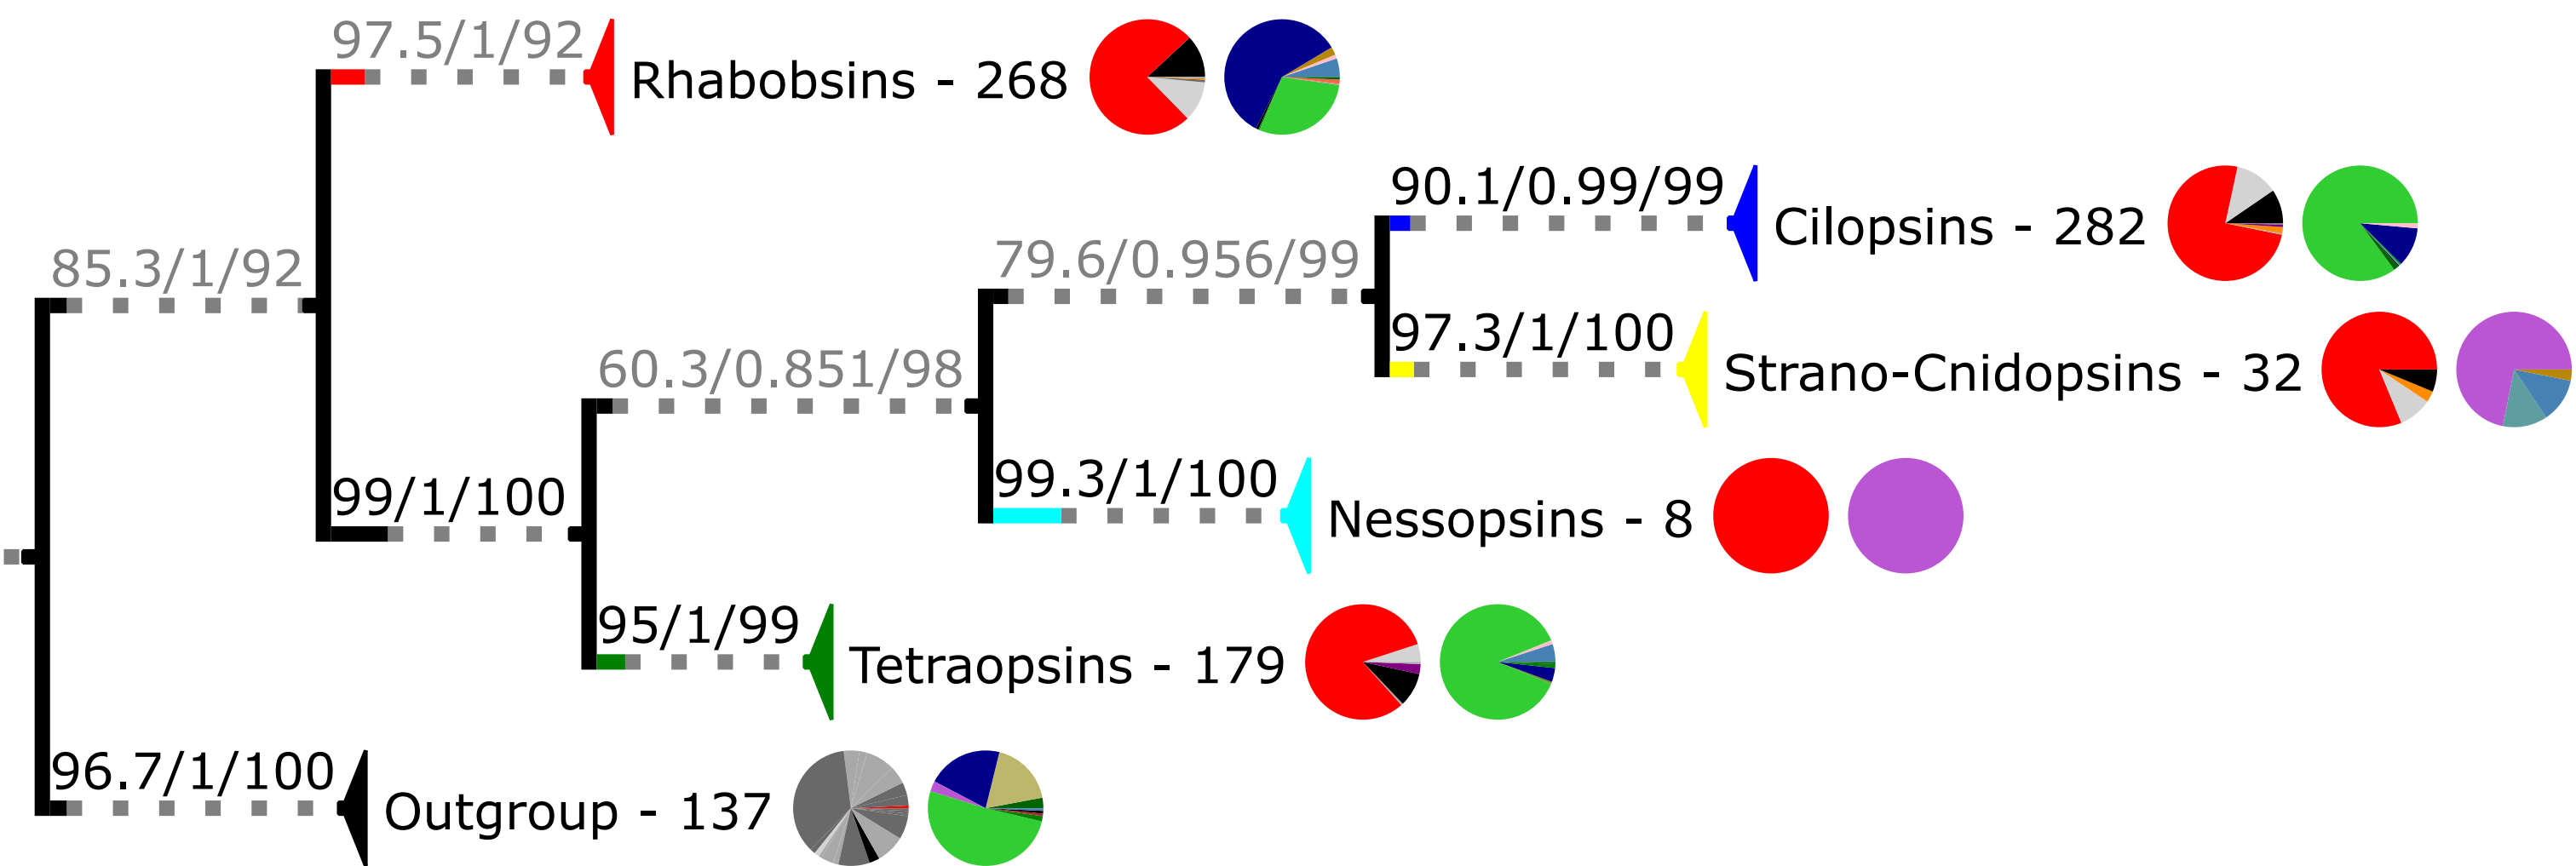 97.5/1/92
Rhabobsins - 268
90.1/0.99/99
Cilopsins - 282
85.3/1/92
79.6/0.956/99
97.3/1/100
Strano-Cnidopsins - 32
60.3/0.851/98
99/1/100
99.3/1/100
Nessopsins - 8
95/1/99
Tetraopsins - 179
96.7/1/100
Outgroup - 137